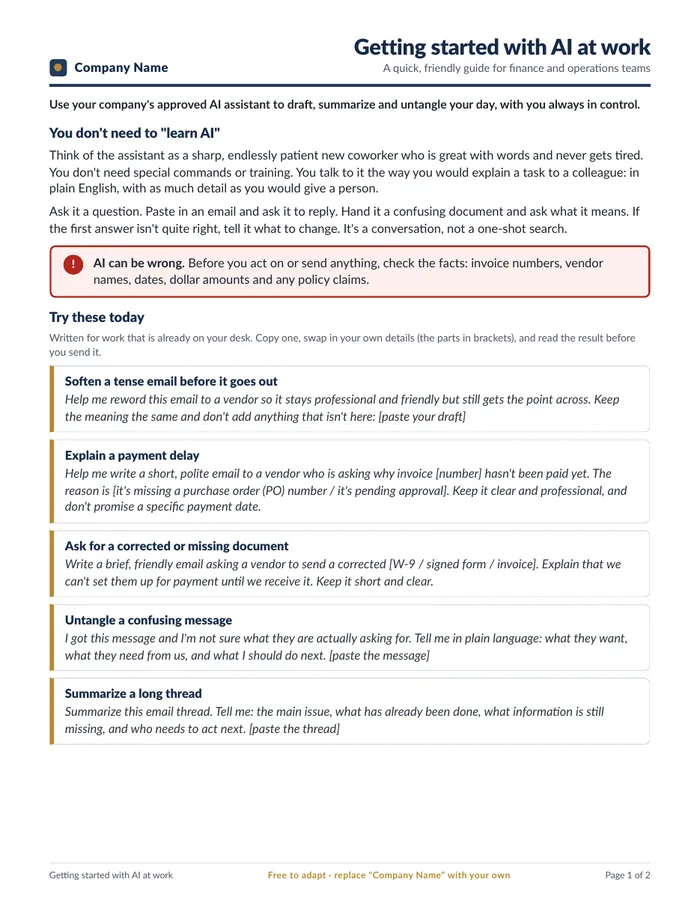 Getting started with AI at work
Company Name
A quick, friendly guide for finance and operations teams
Use your company's approved AI assistant to draft, summarize and untangle your day, with you always in control.
You don't need to "learn AI"
Think of the assistant as a sharp, endlessly patient new coworker who is great with words and never gets tired.
You don't need special commands or training. You talk to it the way you would explain a task to a colleague: in
plain English, with as much detail as you would give a person.
Ask it a question. Paste in an email and ask it to reply. Hand it a confusing document and ask what it means. If
the first answer isn't quite right, tell it what to change. It's a conversation, not a one-shot search.
! AI can be wrong. Before you act on or send anything, check the facts: invoice numbers, vendor
names, dates, dollar amounts and any policy claims.
Try these today
Written for work that is already on your desk. Copy one, swap in your own details (the parts in brackets), and read the result before
you send it.
Soften a tense email before it goes out
Help me reword this email to a vendor so it stays professional and friendly but still gets the point across. Keep
the meaning the same and don't add anything that isn't here: [paste your draft]
Explain a payment delay
Help me write a short, polite email to a vendor who is asking why invoice [number] hasn't been paid yet. The
reason is [it's missing a purchase order (PO) number / it's pending approval]. Keep it clear and professional, and
don't promise a specific payment date.
Ask for a corrected or missing document
Write a brief, friendly email asking a vendor to send a corrected [W-9 / signed form / invoice]. Explain that we
can't set them up for payment until we receive it. Keep it short and clear.
Untangle a confusing message
I got this message and I'm not sure what they are actually asking for. Tell me in plain language: what they want,
what they need from us, and what I should do next. [paste the message]
Summarize a long thread
Summarize this email thread. Tell me: the main issue, what has already been done, what information is still
missing, and who needs to act next. [paste the thread]
Getting started with AI at work
Free to adapt · replace "Company Name" with your own
Page 1 of 2